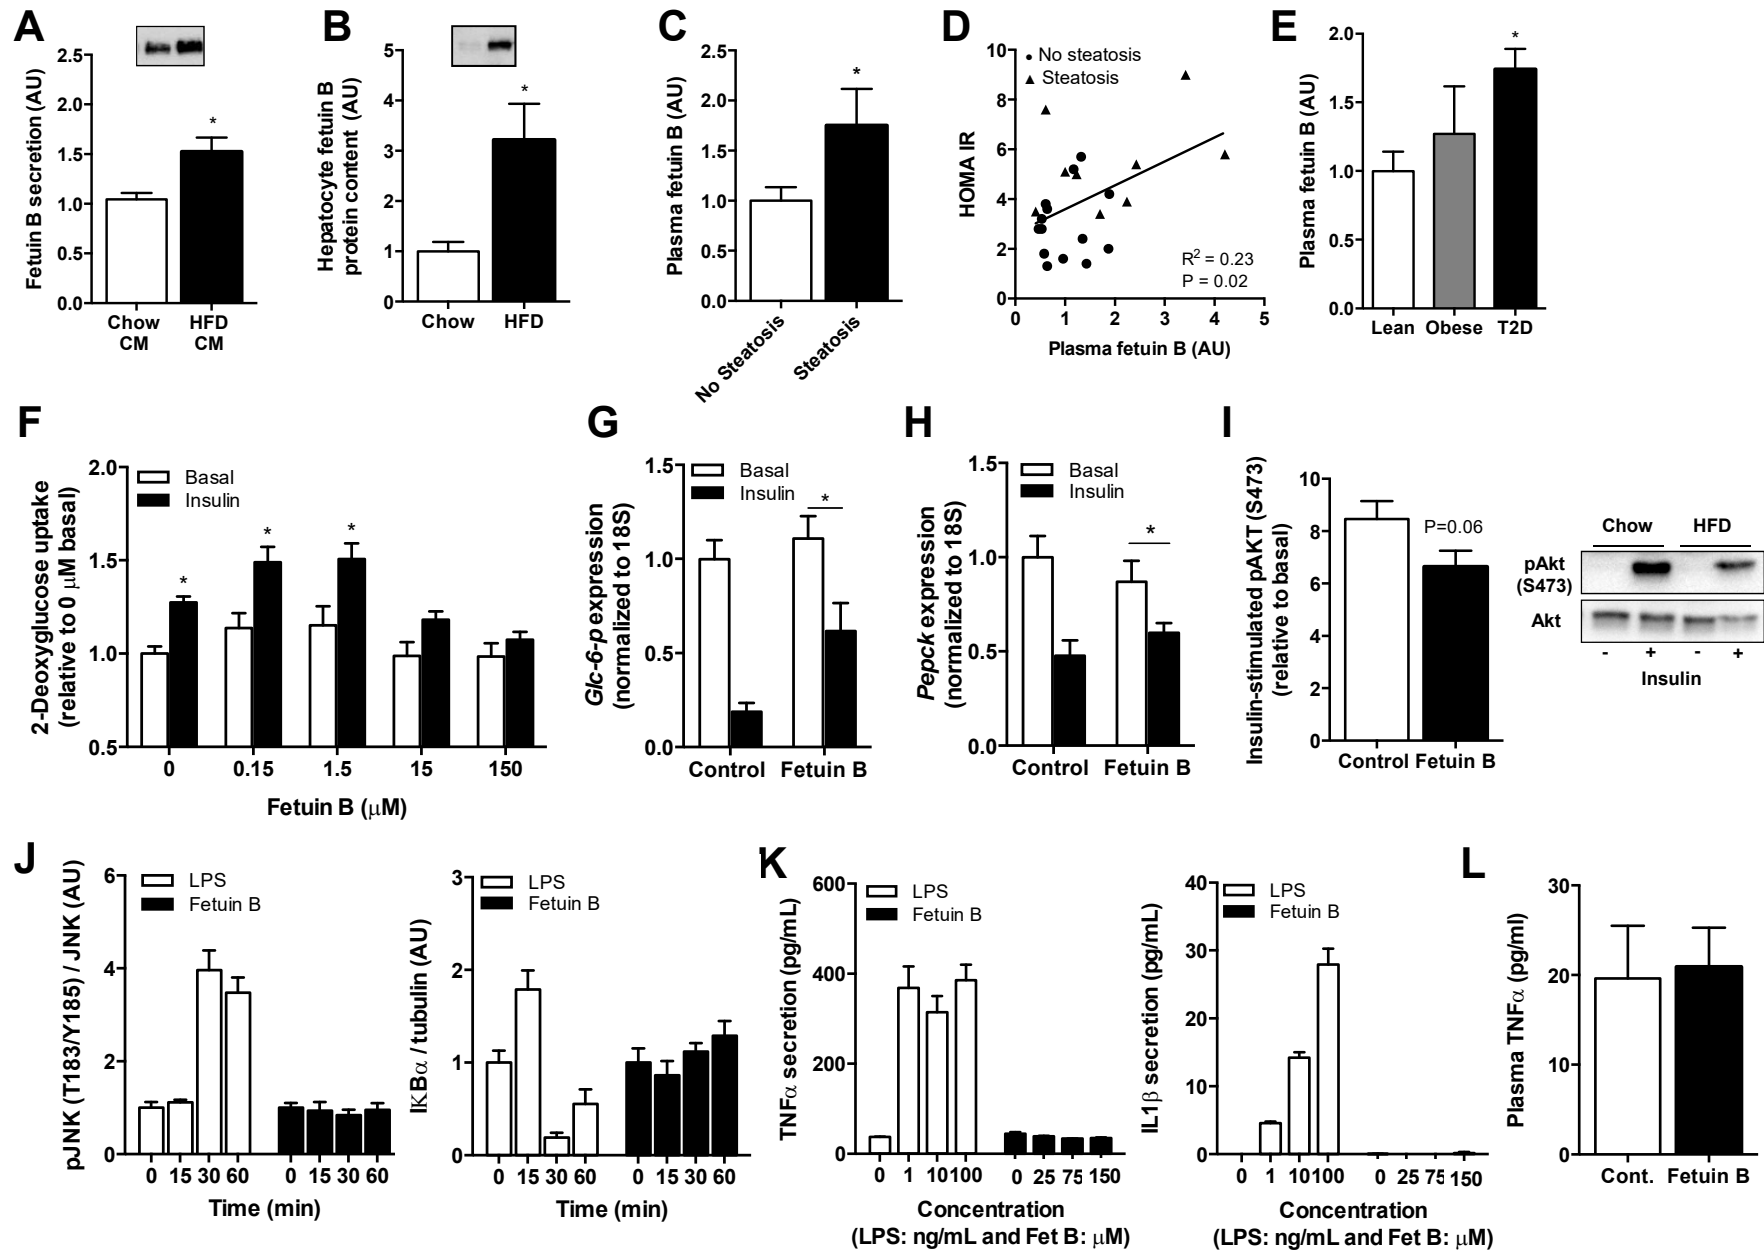 A
Fetuin B secretion (AU)
2.5
2.0
1.5
1.0
0.5
0.0
*
Chow CM
HFD CM
B
Hepatocyte fetuin B
protein content (AU)
5
4
3
2
1
0
*
Chow HFD
C
Plasma fetuin B (AU)
2.5
2.0
1.5
1.0
0.5
0.0
*
No Steatosis
Steatosis
D
HOMA IR
10
8
6
4
2
0
No steatosis
Steatosis
R2 = 0.23
P = 0.02
0 1 2 3 4 5
Plasma fetuin B (AU)
E
Plasma fetuin B (AU)
2.0
1.5
1.0
0.5
0.0
*
Lean Obese T2D
F
2-Deoxyglucose uptake
(relative to 0 μM basal)
2.0
1.5
1.0
0.5
Basal
Insulin
* * *
0 0.15 1.5 15 150
Fetuin B (μM)
G
Glc-6-p expression
(normalized to 18S)
1.5
1.0
0.5
0.0
Basal
Insulin
*
Control Fetuin B
H
Pepck expression
(normalized to 18S)
1.5
1.0
0.5
0.0
Basal
Insulin
*
Control Fetuin B
I
Insulin-stimulated pAKT (S473)
(relative to basal)
10
8
6
4
2
0
P=0.06
Control Fetuin B
Chow HFD
pAkt
(S473)
Akt
- + - +
Insulin
J
pJNK (T183/Y185) / JNK (AU)
6
4
2
0
LPS
Fetuin B
0 15 30 60 0 15 30 60
Time (min)
IKBα / tubulin (AU)
3
2
1
0
LPS
Fetuin B
0 15 30 60 0 15 30 60
Time (min)
K
TNFα secretion (pg/mL)
600
400
200
0
LPS
Fetuin B
0 1 10 100 0 25 75 150
Concentration
(LPS: ng/mL and Fet B: μM)
IL1β secretion (pg/mL)
40
30
20
10
0
LPS
Fetuin B
0 1 10 100 0 25 75 150
Concentration
(LPS: ng/mL and Fet B: μM)
L
Plasma TNFα (pg/ml)
30
20
10
0
Cont. Fetuin B